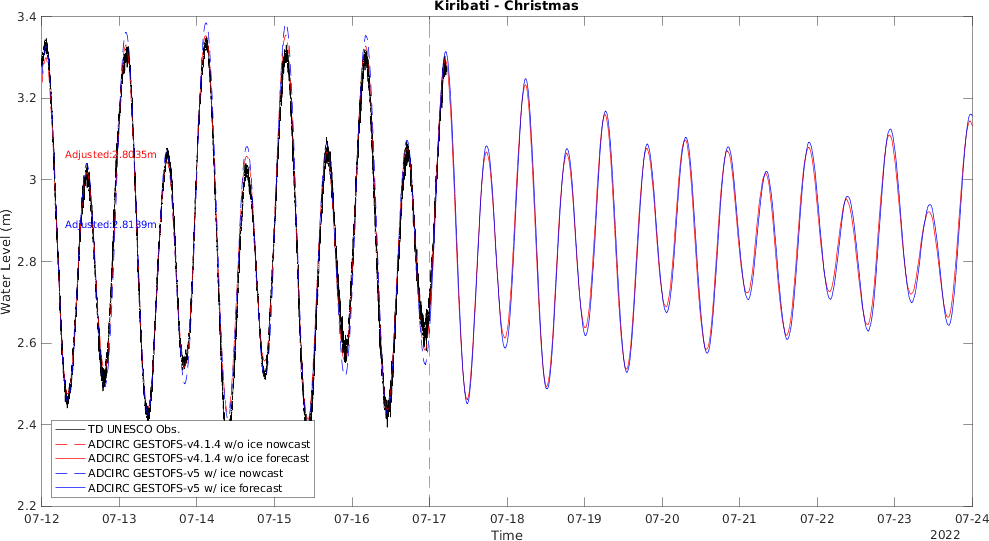 Kiribati - Christmas
3.4
3.2
3
2.8
2.6
2.4
2.2
Water Level (m)
Adjusted:2.8035m
Adjusted:2.8139m
TD UNESCO Obs.
ADCIRC GESTOFS-v4.1.4 w/o ice nowcast
ADCIRC GESTOFS-v4.1.4 w/o ice forecast
ADCIRC GESTOFS-v5 w/ ice nowcast
ADCIRC GESTOFS-v5 w/ ice forecast
07-12 07-13 07-14 07-15 07-16 07-17 07-18 07-19 07-20 07-21 07-22 07-23 07-24
Time
2022